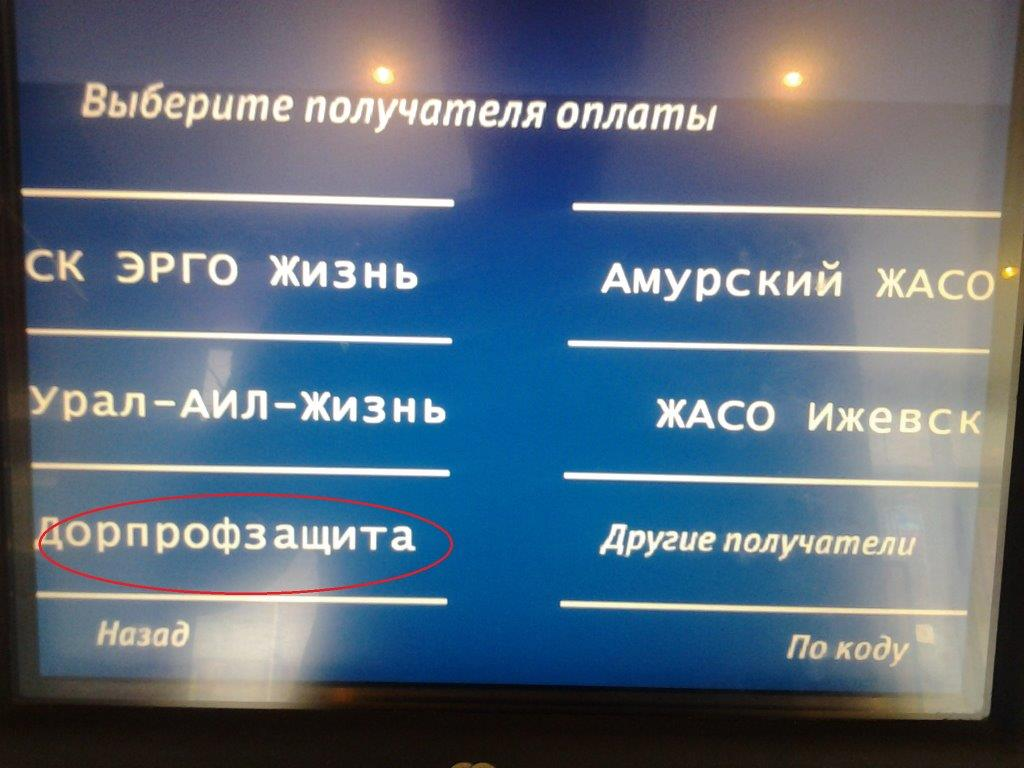 Выберите получателя оплаты
СК ЭРГО Жизнь
Амурский ЖАСО
Урал-АИЛ-Жизнь
ЖАСО Ижевск
Дорпрофзащита
Другие получатели
Назад
По коду